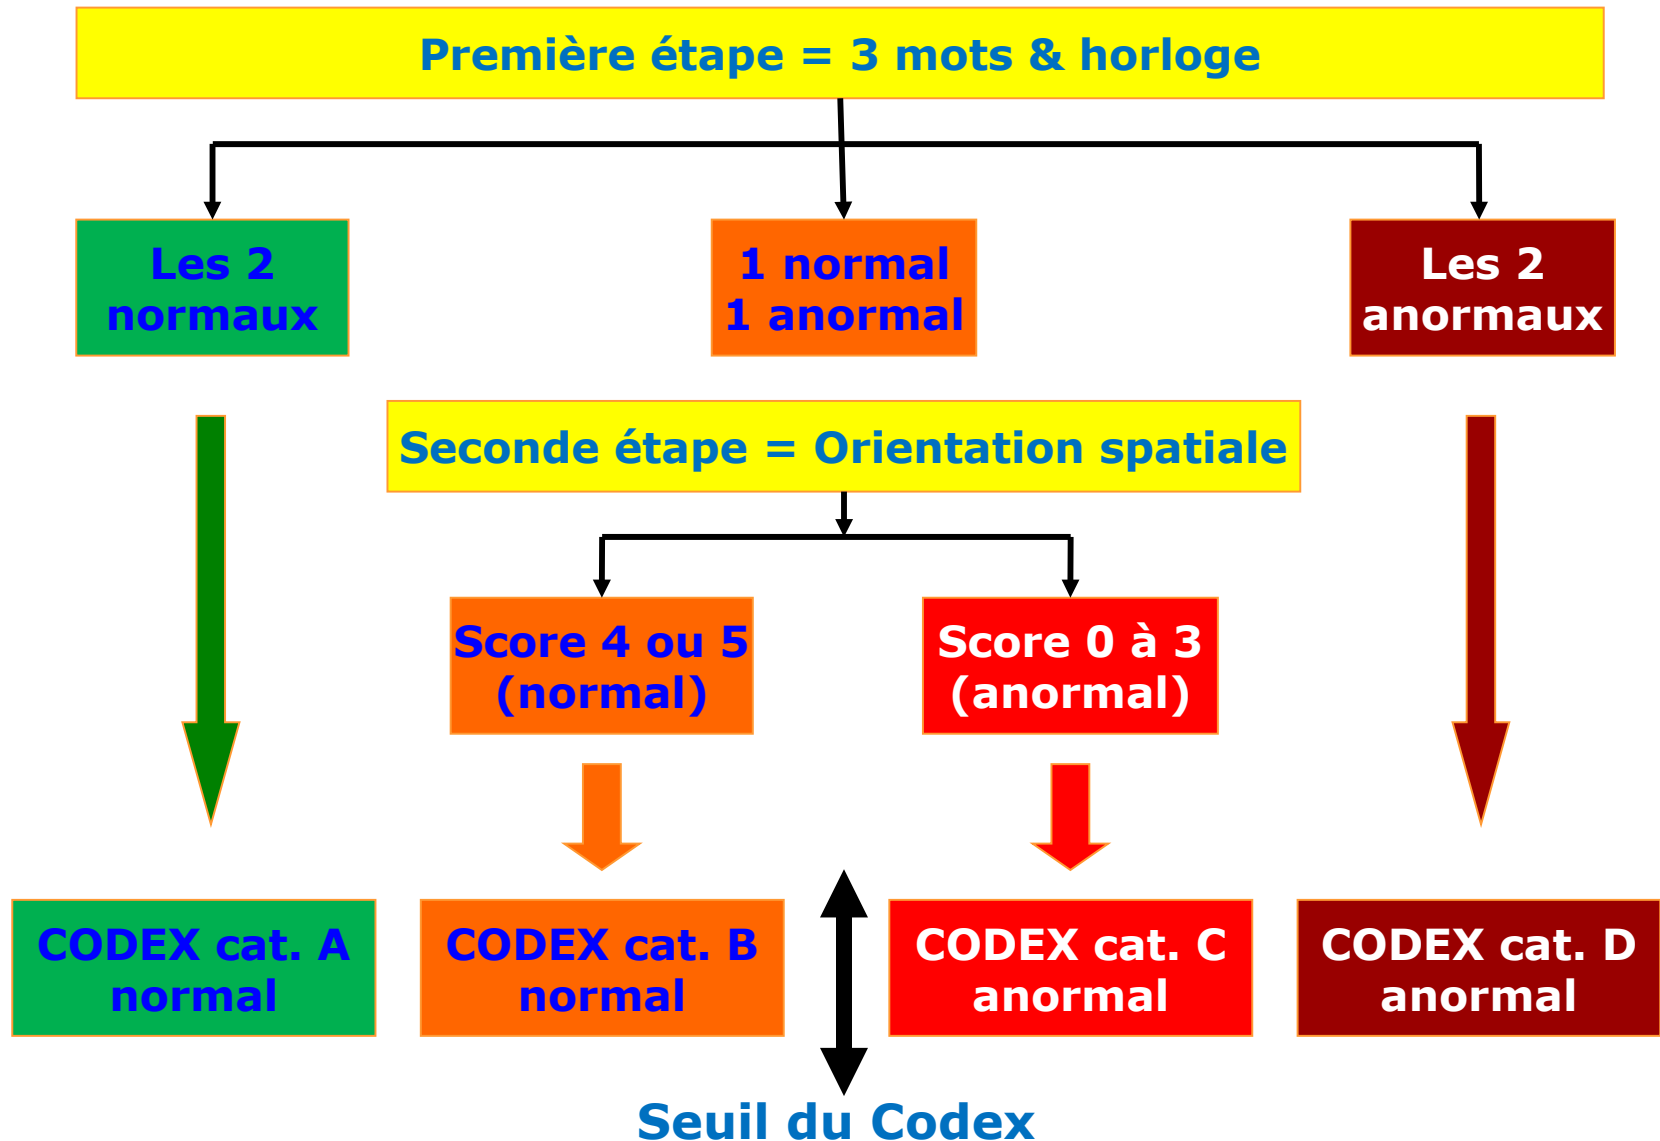 Première étape = 3 mots & horloge
Les 2
normaux
1 normal
1 anormal
Les 2
anormaux
Seconde étape = Orientation spatiale
Score 4 ou 5
(normal)
Score 0 à 3
(anormal)
CODEX cat. A
normal
CODEX cat. B
normal
CODEX cat. C
anormal
CODEX cat. D
anormal
Seuil du Codex